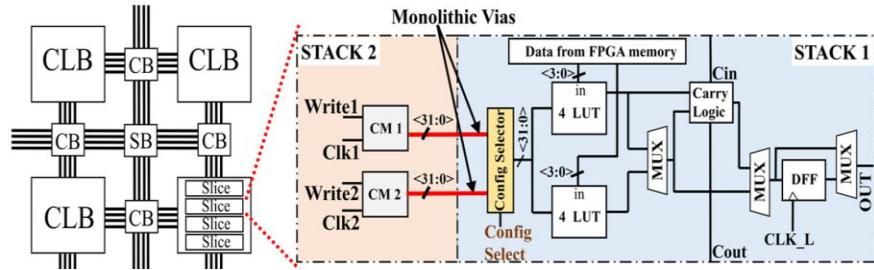 Monolithic Vias
CLB
CB
CLB
STACK 2
Data from FPGA memory
STACK 1
<3:0>
Cin
in
4 LUT
Carry
Logic
Write1
Clk1
CM 1
<31:0>
Config Selector
<31:0>
CB
SB
CB
MUX
MUX
DFF
MUX
OUT
Write2
Clk2
CM 2
<31:0>
<3:0>
in
4 LUT
CLB
CB
Slice
Slice
Slice
Slice
Config
Select
CLK_L
Cout